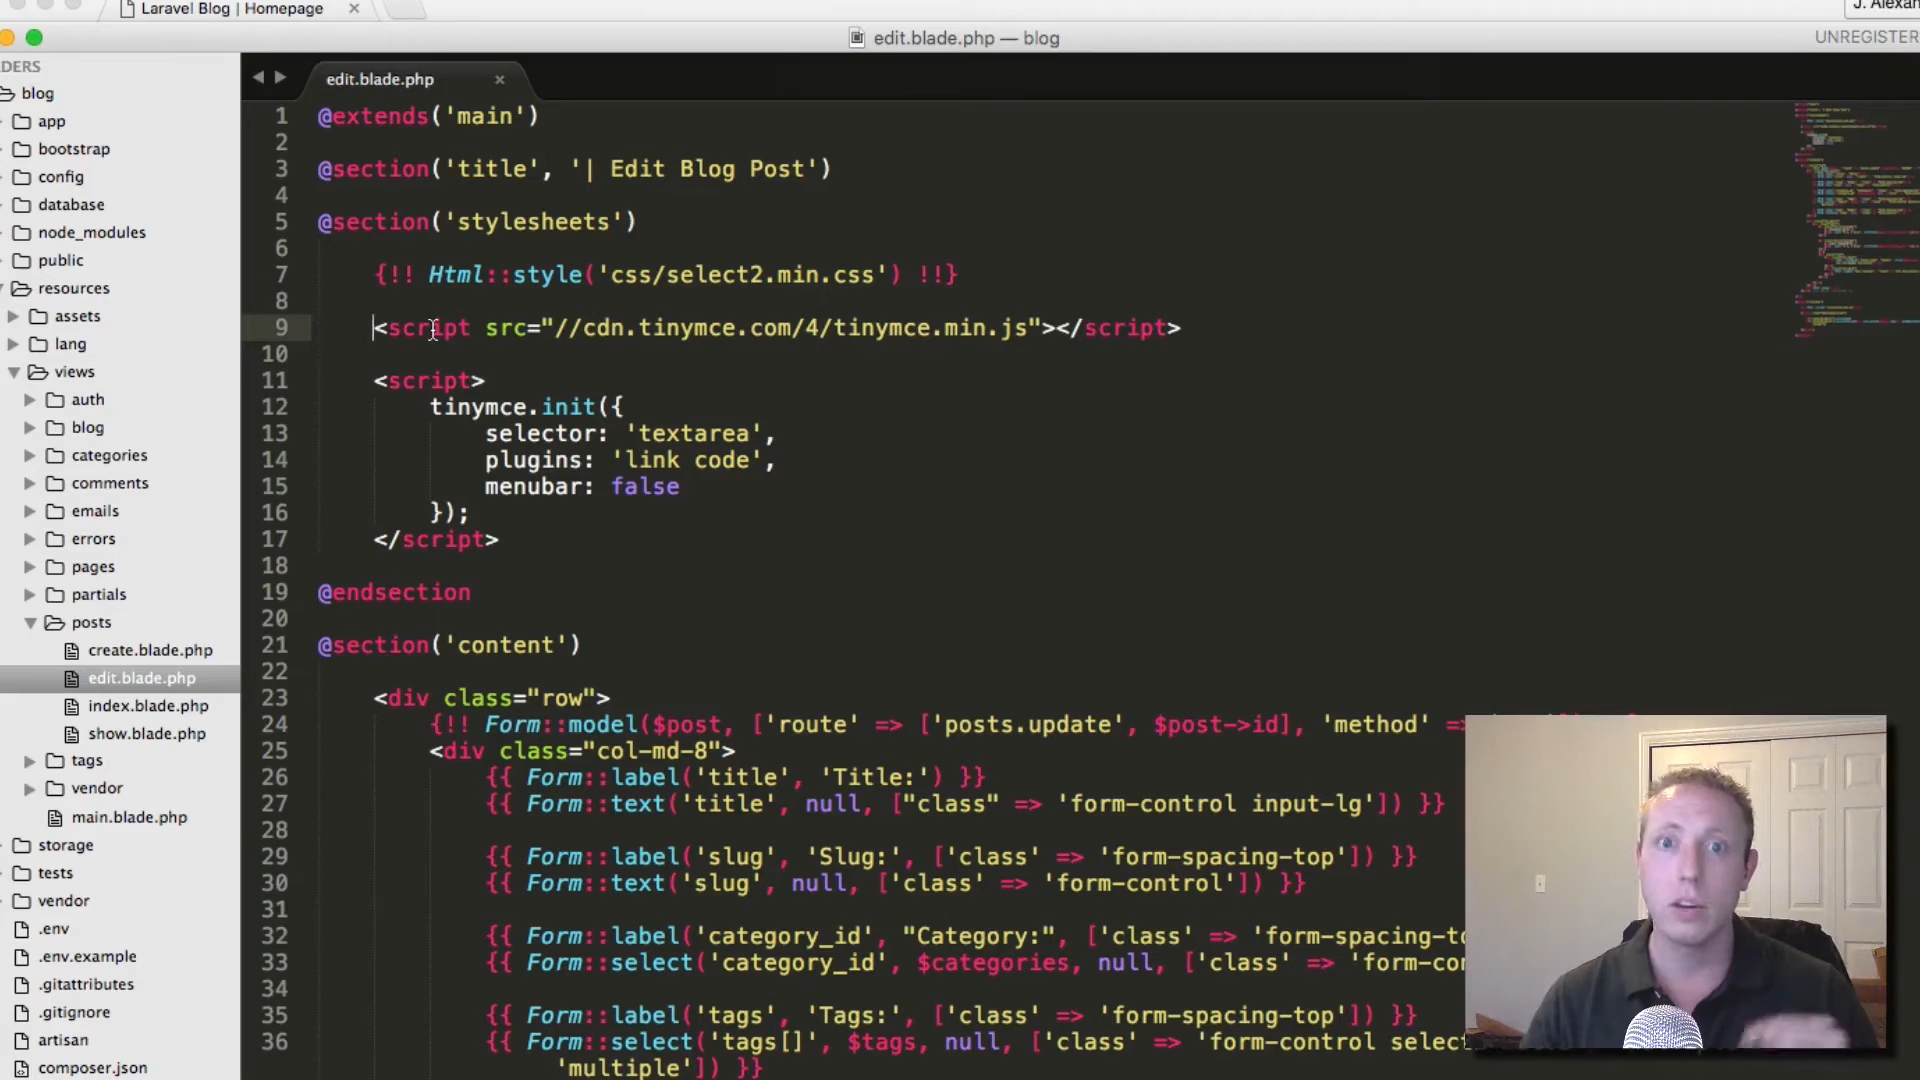 Laravel Blog | Homepage
J. Alexan
edit.blade.php — blog
UNREGISTER
DERS
blog
app
bootstrap
config
database
node_modules
public
resources
assets
lang
views
auth
blog
categories
comments
emails
errors
pages
partials
posts
create.blade.php
edit.blade.php
index.blade.php
show.blade.php
tags
vendor
main.blade.php
storage
tests
vendor
.env
.env.example
.gitattributes
.gitignore
artisan
composer.json
edit.blade.php
1 @extends('main')
2
3 @section('title', '| Edit Blog Post')
4
5 @section('stylesheets')
6
7 {!! Html::style('css/select2.min.css') !!}
8
9 <script src="//cdn.tinymce.com/4/tinymce.min.js"></script>
10
11 <script>
12 tinymce.init({
13 selector: 'textarea',
14 plugins: 'link code',
15 menubar: false
16 });
17 </script>
18
19 @endsection
20
21 @section('content')
22
23 <div class="row">
24 {!! Form::model($post, ['route' => ['posts.update', $post->id], 'method' =>
25 <div class="col-md-8">
26 {{ Form::label('title', 'Title:') }}
27 {{ Form::text('title', null, ["class" => 'form-control input-lg']) }}
28
29 {{ Form::label('slug', 'Slug:', ['class' => 'form-spacing-top']) }}
30 {{ Form::text('slug', null, ['class' => 'form-control']) }}
31
32 {{ Form::label('category_id', "Category:", ['class' => 'form-spacing-to
33 {{ Form::select('category_id', $categories, null, ['class' => 'form-con
34
35 {{ Form::label('tags', 'Tags:', ['class' => 'form-spacing-top']) }}
36 {{ Form::select('tags[]', $tags, null, ['class' => 'form-control selec
'multiple']) }}